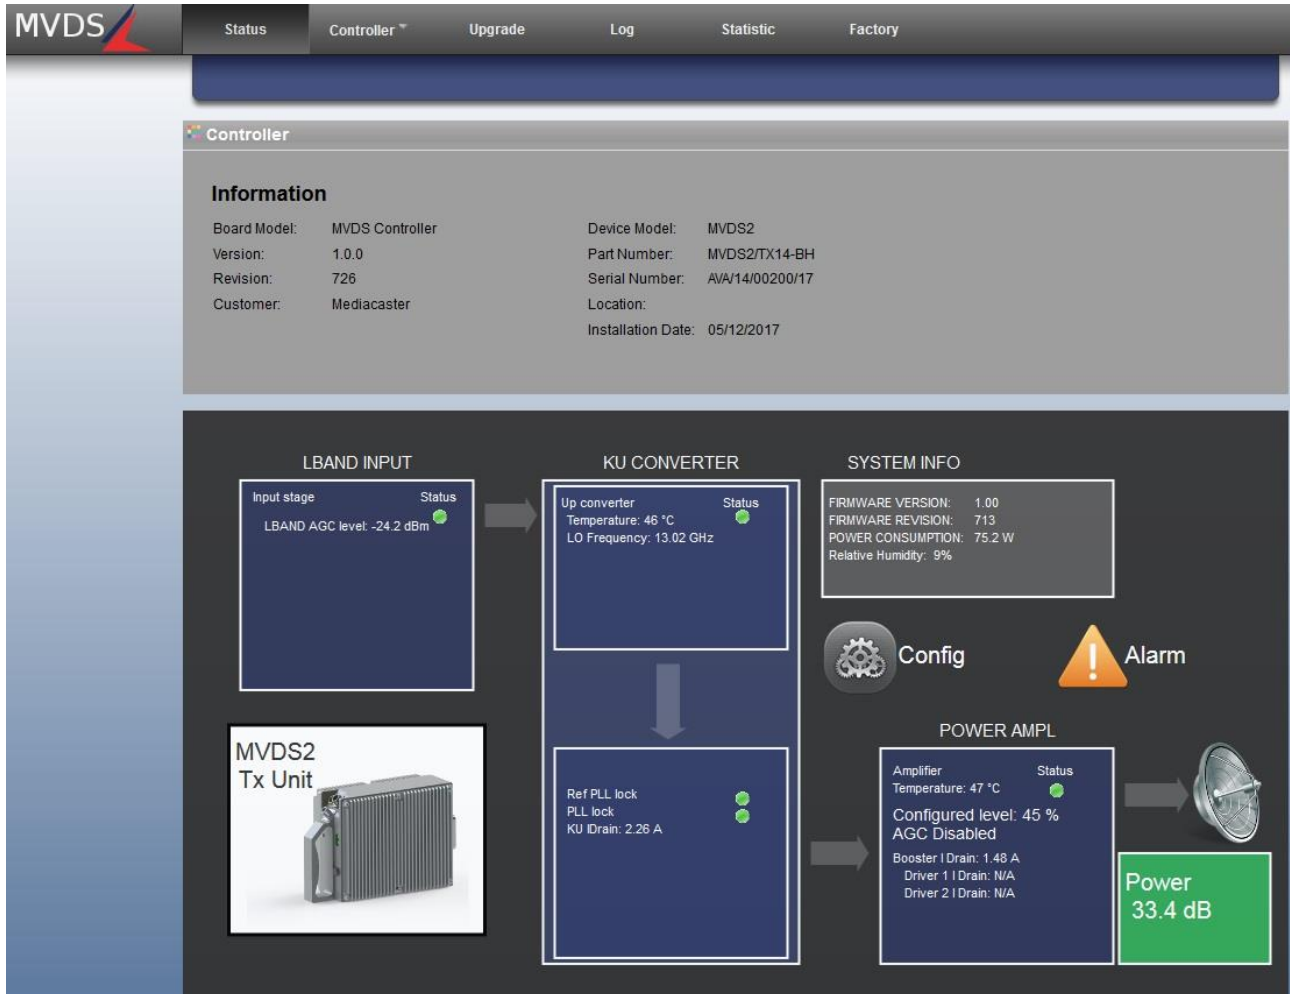 MVDS
Status Controller Upgrade Log Statistic Factory
Controller
Information
Board Model: MVDS Controller
Version: 1.0.0
Revision: 726
Customer: Mediacaster
Device Model: MVDS2
Part Number: MVDS2/TX14-BH
Serial Number: AVA/14/00200/17
Location:
Installation Date: 05/12/2017
LBAND INPUT
Input stage Status
LBAND AGC level: -24.2 dBm
KU CONVERTER
Up converter Status
Temperature: 46 °C
LO Frequency: 13.02 GHz
Ref PLL lock
PLL lock
KU IDrain: 2.26 A
SYSTEM INFO
FIRMWARE VERSION: 1.00
FIRMWARE REVISION: 713
POWER CONSUMPTION: 75.2 W
Relative Humidity: 9%
Config
Alarm
MVDS2
Tx Unit
POWER AMPL
Amplifier Status
Temperature: 47 °C
Configured level: 45 %
AGC Disabled
Booster I Drain: 1.48 A
Driver 1 I Drain: N/A
Driver 2 I Drain: N/A
Power
33.4 dB